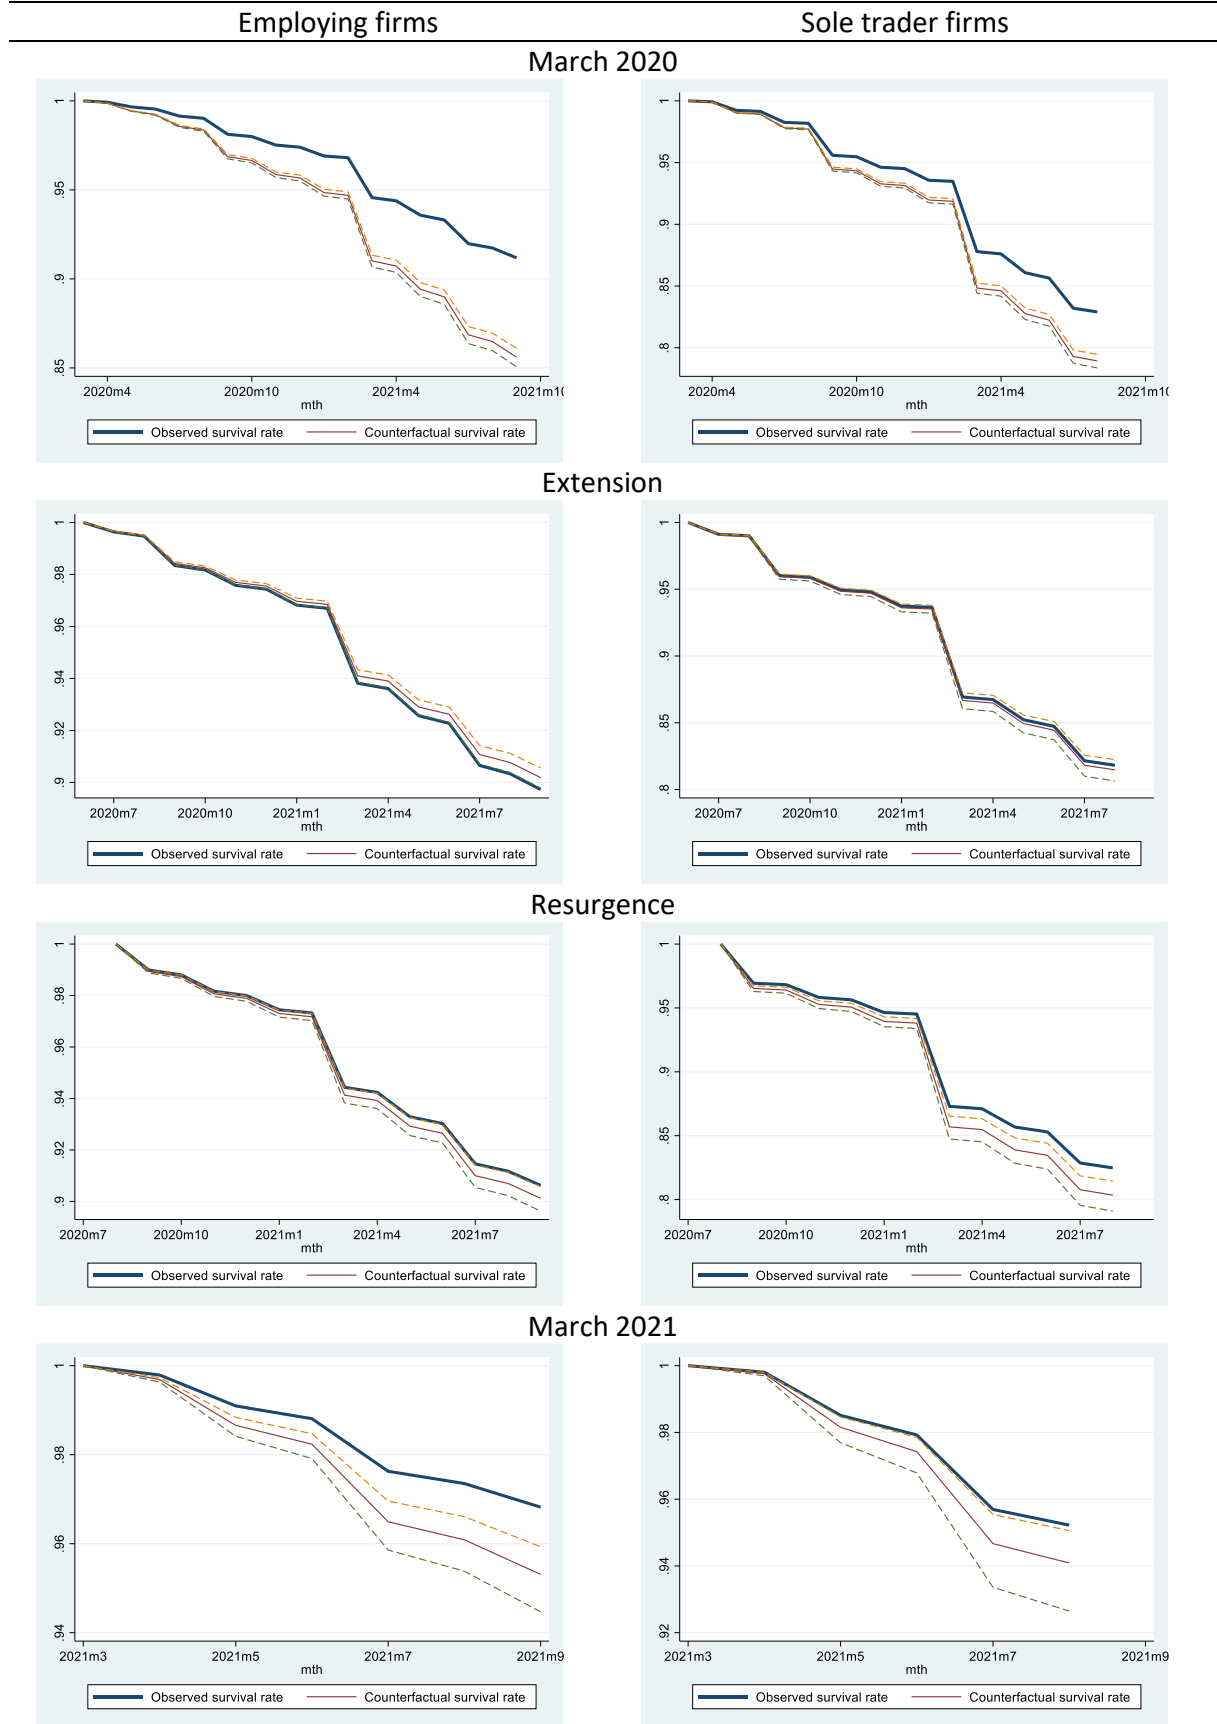 Employing firms Sole trader firms
March 2020
1 1
.95 .95
.9 .9
.85 .85
.8
2020m4 2020m10 2021m4 2021m10 2020m4 2020m10 2021m4 2021m10
mth mth
Observed survival rate Counterfactual survival rate Observed survival rate Counterfactual survival rate
Extension
1 1
.98 .95
.96 .9
.94 .85
.92 .8
.9
2020m7 2020m10 2021m1 2021m4 2021m7 2020m7 2020m10 2021m1 2021m4 2021m7
mth mth
Observed survival rate Counterfactual survival rate Observed survival rate Counterfactual survival rate
Resurgence
1 1
.98 .95
.96 .9
.94 .85
.92 .8
.9
2020m7 2020m10 2021m1 2021m4 2021m7 2020m7 2020m10 2021m1 2021m4 2021m7
mth mth
Observed survival rate Counterfactual survival rate Observed survival rate Counterfactual survival rate
March 2021
1 1
.98 .98
.96 .96
.94 .94
.92
2021m3 2021m5 2021m7 2021m9 2021m3 2021m5 2021m7 2021m9
mth mth
Observed survival rate Counterfactual survival rate Observed survival rate Counterfactual survival rate